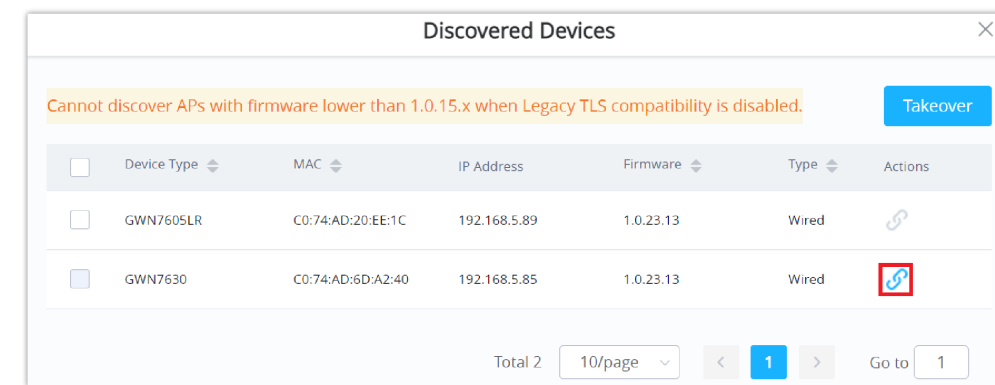 Discovered Devices
Cannot discover APs with firmware lower than 1.0.15.x when Legacy TLS compatibility is disabled.
Takeover
Device Type MAC IP Address Firmware Type Actions
GWN7605LR C0:74:AD:20:EE:1C 192.168.5.89 1.0.23.13 Wired
GWN7630 C0:74:AD:6D:A2:40 192.168.5.85 1.0.23.13 Wired
Total 2 10/page < 1 > Go to 1